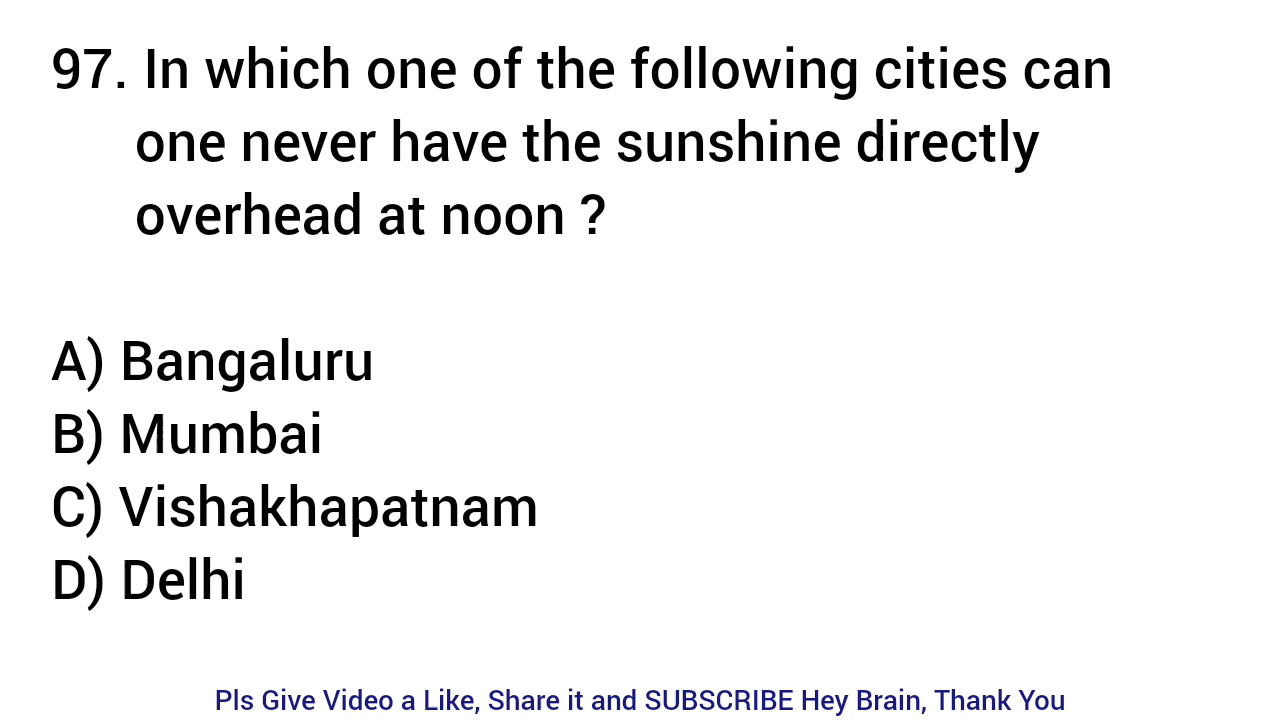 97. In which one of the following cities can
one never have the sunshine directly
overhead at noon ?
A) Bangaluru
B) Mumbai
C) Vishakhapatnam
D) Delhi
Pls Give Video a Like, Share it and SUBSCRIBE Hey Brain, Thank You